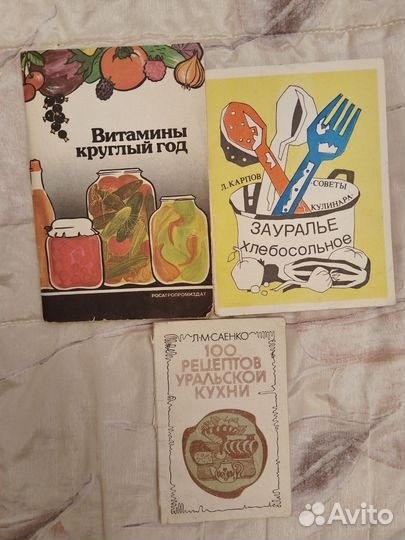 Витамины
круглый год
РОСАГРОПРОМИЗДАТ
Л. КАРПОВ
СОВЕТЫ
КУЛИНАРА
ЗАУРАЛЬЕ
хлебосольное
Л·М·САЕНКО
100
РЕЦЕПТОВ
УРАЛЬСКОЙ
КУХНИ
Avito